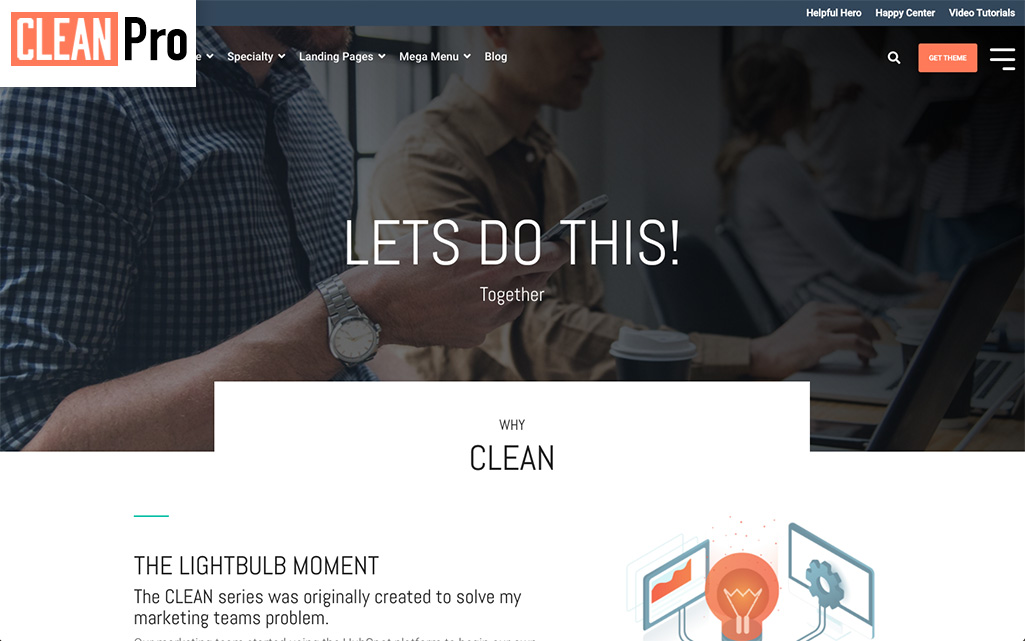 Helpful Hero Happy Center Video Tutorials
CLEAN Pro
Specialty Landing Pages Mega Menu Blog
GET THEME
LETS DO THIS!
Together
WHY
CLEAN
THE LIGHTBULB MOMENT
The CLEAN series was originally created to solve my
marketing teams problem.